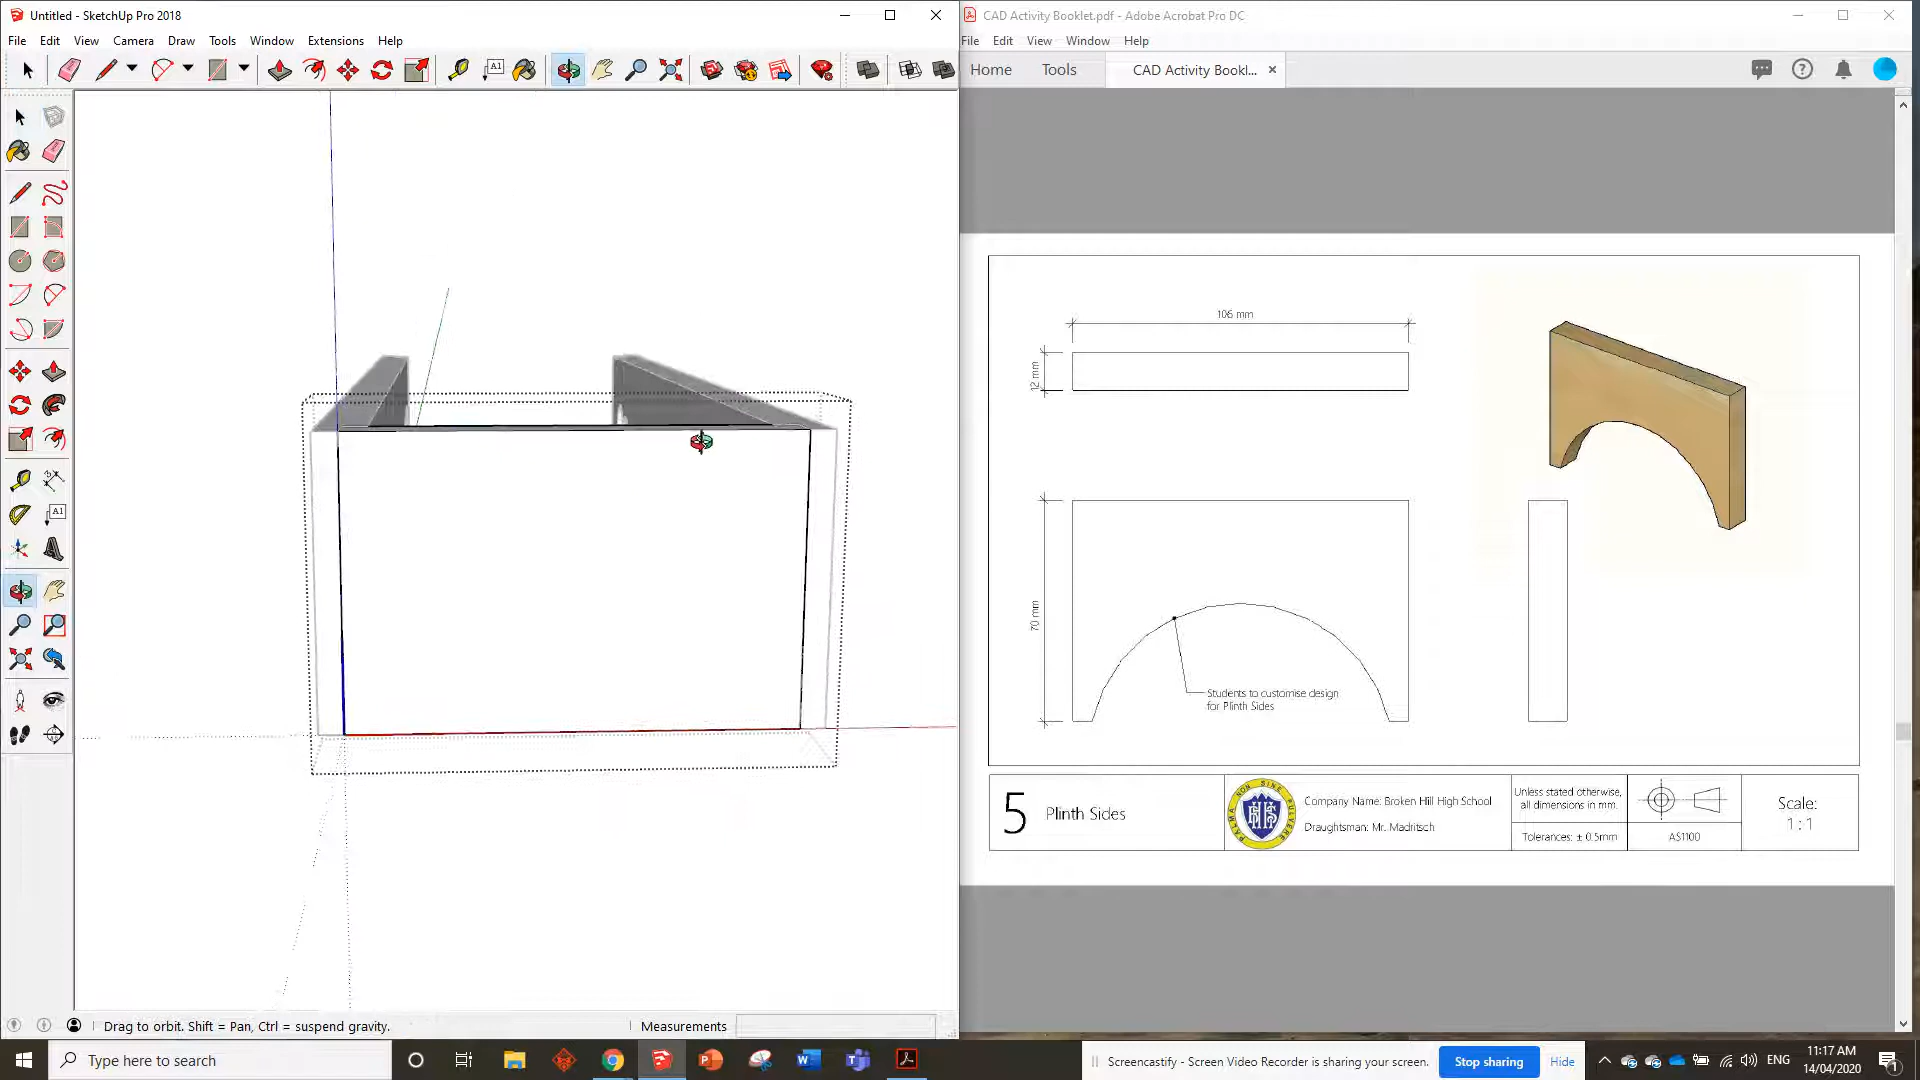 Untitled - SketchUp Pro 2018
File Edit View Camera Draw Tools Window Extensions Help
CAD Activity Booklet.pdf - Adobe Acrobat Pro DC
File Edit View Window Help
Home Tools CAD Activity Bookl...
106 mm
12 mm
70 mm
Students to customise design
for Plinth Sides
5 Plinth Sides
PALMA NON SINE PULVERE
BHHS
Company Name: Broken Hill High School
Draughtsman: Mr. Madritsch
Unless stated otherwise,
all dimensions in mm.
Tolerances: ± 0.5mm
AS1100
Scale:
1 : 1
Drag to orbit. Shift = Pan, Ctrl = suspend gravity.
Measurements
Type here to search
Screencastify - Screen Video Recorder is sharing your screen. Stop sharing Hide
ENG
11:17 AM
14/04/2020